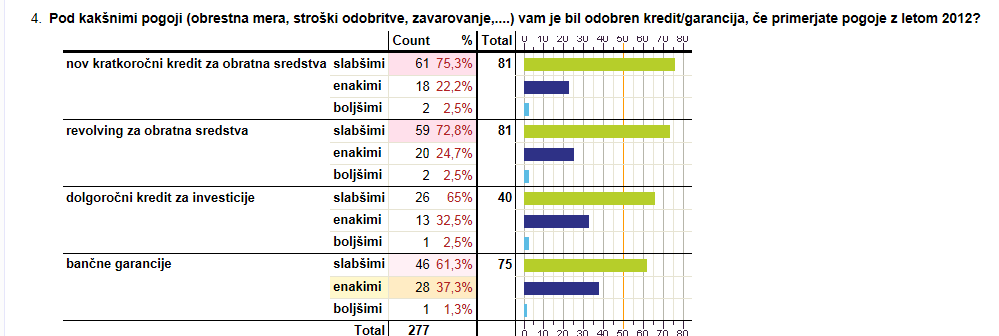 4. Pod kakšnimi pogoji (obrestna mera, stroški odobritve, zavarovanje,....) vam je bil odobren kredit/garancija, če primerjate pogoje z letom 2012?
Count % Total 0 10 20 30 40 50 60 70 80
nov kratkoročni kredit za obratna sredstva slabšimi 61 75,3% 81
enakimi 18 22,2%
boljšimi 2 2,5%
revolving za obratna sredstva slabšimi 59 72,8% 81
enakimi 20 24,7%
boljšimi 2 2,5%
dolgoročni kredit za investicije slabšimi 26 65% 40
enakimi 13 32,5%
boljšimi 1 2,5%
bančne garancije slabšimi 46 61,3% 75
enakimi 28 37,3%
boljšimi 1 1,3%
Total 277 0 10 20 30 40 50 60 70 80